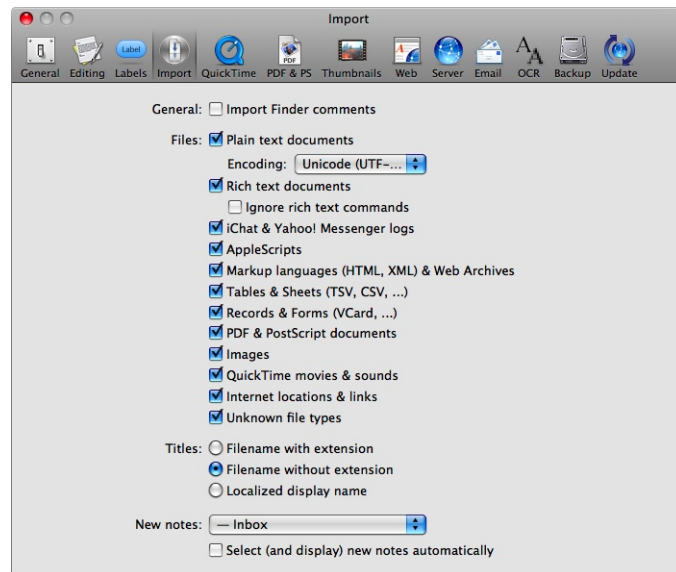 Import
Label
PDF
General Editing Labels Import QuickTime PDF & PS Thumbnails Web Server Email OCR Backup Update
General: Import Finder comments
Files: Plain text documents
Encoding: Unicode (UTF-...
Rich text documents
Ignore rich text commands
iChat & Yahoo! Messenger logs
AppleScripts
Markup languages (HTML, XML) & Web Archives
Tables & Sheets (TSV, CSV, ...)
Records & Forms (VCard, ...)
PDF & PostScript documents
Images
QuickTime movies & sounds
Internet locations & links
Unknown file types
Titles: Filename with extension
Filename without extension
Localized display name
New notes: — Inbox
Select (and display) new notes automatically